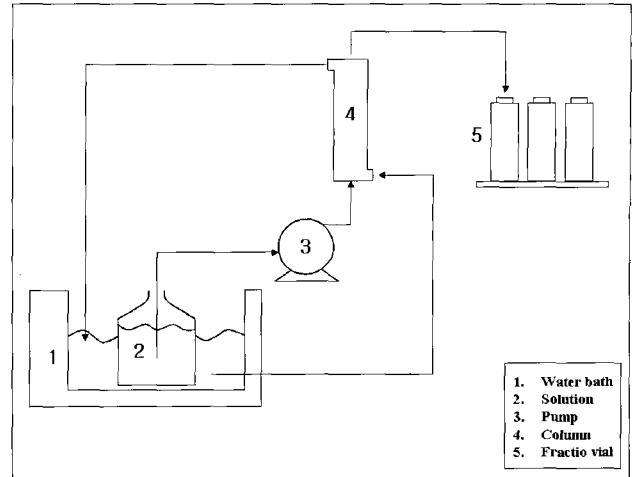 4
5
3
1
2
1. Water bath
2. Solution
3. Pump
4. Column
5. Fractio vial